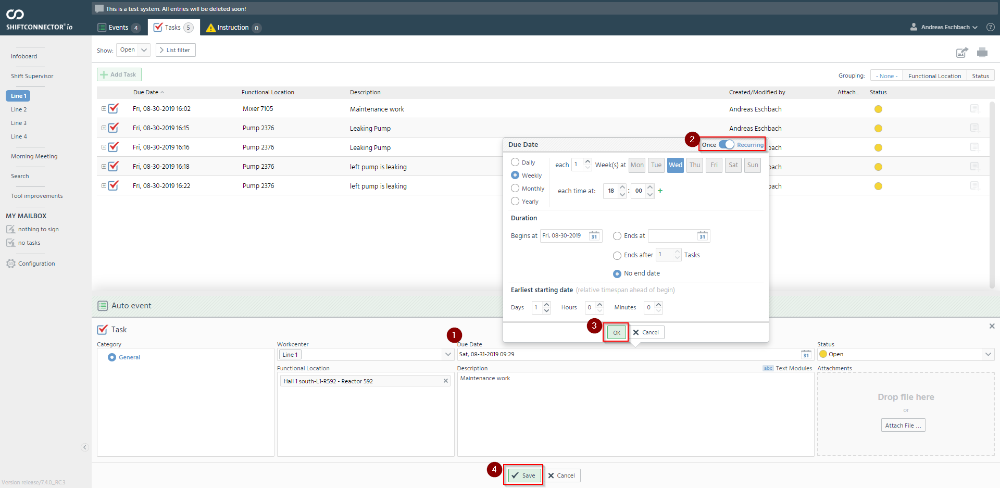 This is a test system. All entries will be deleted soon!
SHIFTCONNECTOR® io
Events 4
Tasks 5
Instruction 0
Andreas Eschbach
?
Show: Open
List filter
XLS
Infoboard
Shift Supervisor
Line 1
Line 2
Line 3
Line 4
Morning Meeting
Search
Tool improvements
MY MAILBOX
nothing to sign
no tasks
Configuration
Version release/7.4.0_RC.3
Add Task
Grouping: - None - Functional Location Status
Due Date Functional Location Description Created/Modified by Attach... Status
Fri, 08-30-2019 16:02 Mixer 7105 Maintenance work Andreas Eschbach
Fri, 08-30-2019 16:15 Pump 2376 Leaking Pump Andreas Eschbach
Fri, 08-30-2019 16:16 Pump 2376 Leaking Pump bach
Fri, 08-30-2019 16:18 Pump 2376 left pump is leaking bach
Fri, 08-30-2019 16:22 Pump 2376 left pump is leaking bach
Due Date
2
Once Recurring
Daily
Weekly
Monthly
Yearly
each 1 Week(s) at Mon Tue Wed Thu Fri Sat Sun
each time at: 18 : 00 +
Duration
Begins at Fri, 08-30-2019 31
Ends at 31
Ends after 1 Tasks
No end date
Earliest starting date (relative timespan ahead of begin)
Days 1 Hours 0 Minutes 0
3
OK
Cancel
Auto event
Task
1
Category
General
Workcenter
Line 1
Due Date
Sat, 08-31-2019 09:29 31
Status
Open
Functional Location
Hall 1 south-L1-R592 - Reactor 592
Description
abc Text Modules
Maintenance work
Attachments
Drop file here
or
Attach File ...
4
Save
Cancel